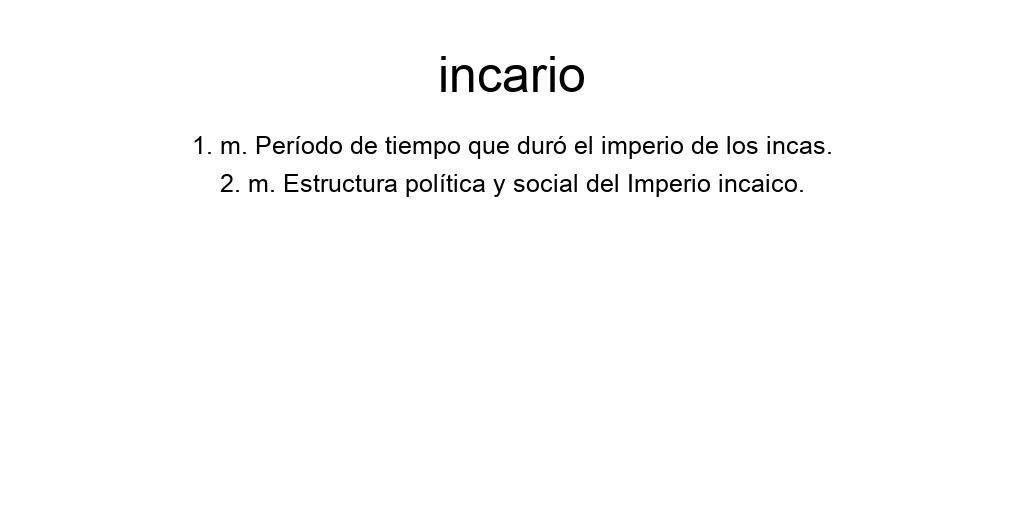 incario
1. m. Período de tiempo que duró el imperio de los incas.
2. m. Estructura política y social del Imperio incaico.